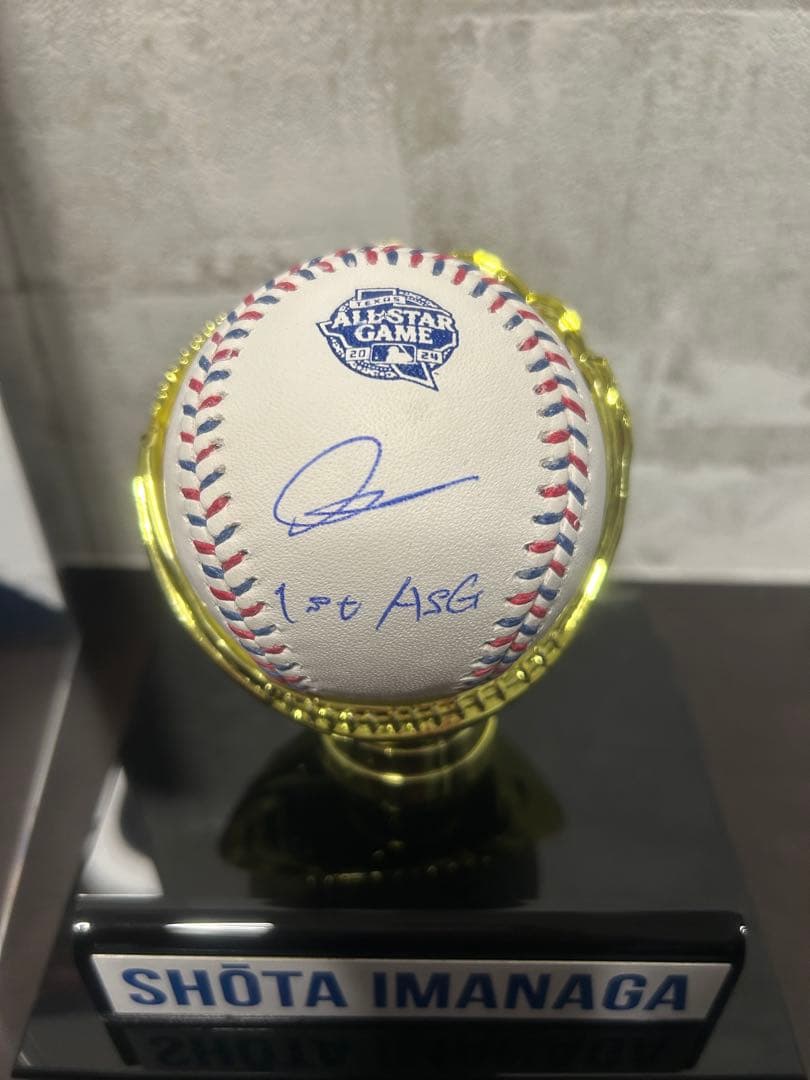 TEXAS
ALL★STAR
GAME
20 24
1st ASG
SHŌTA IMANAGA